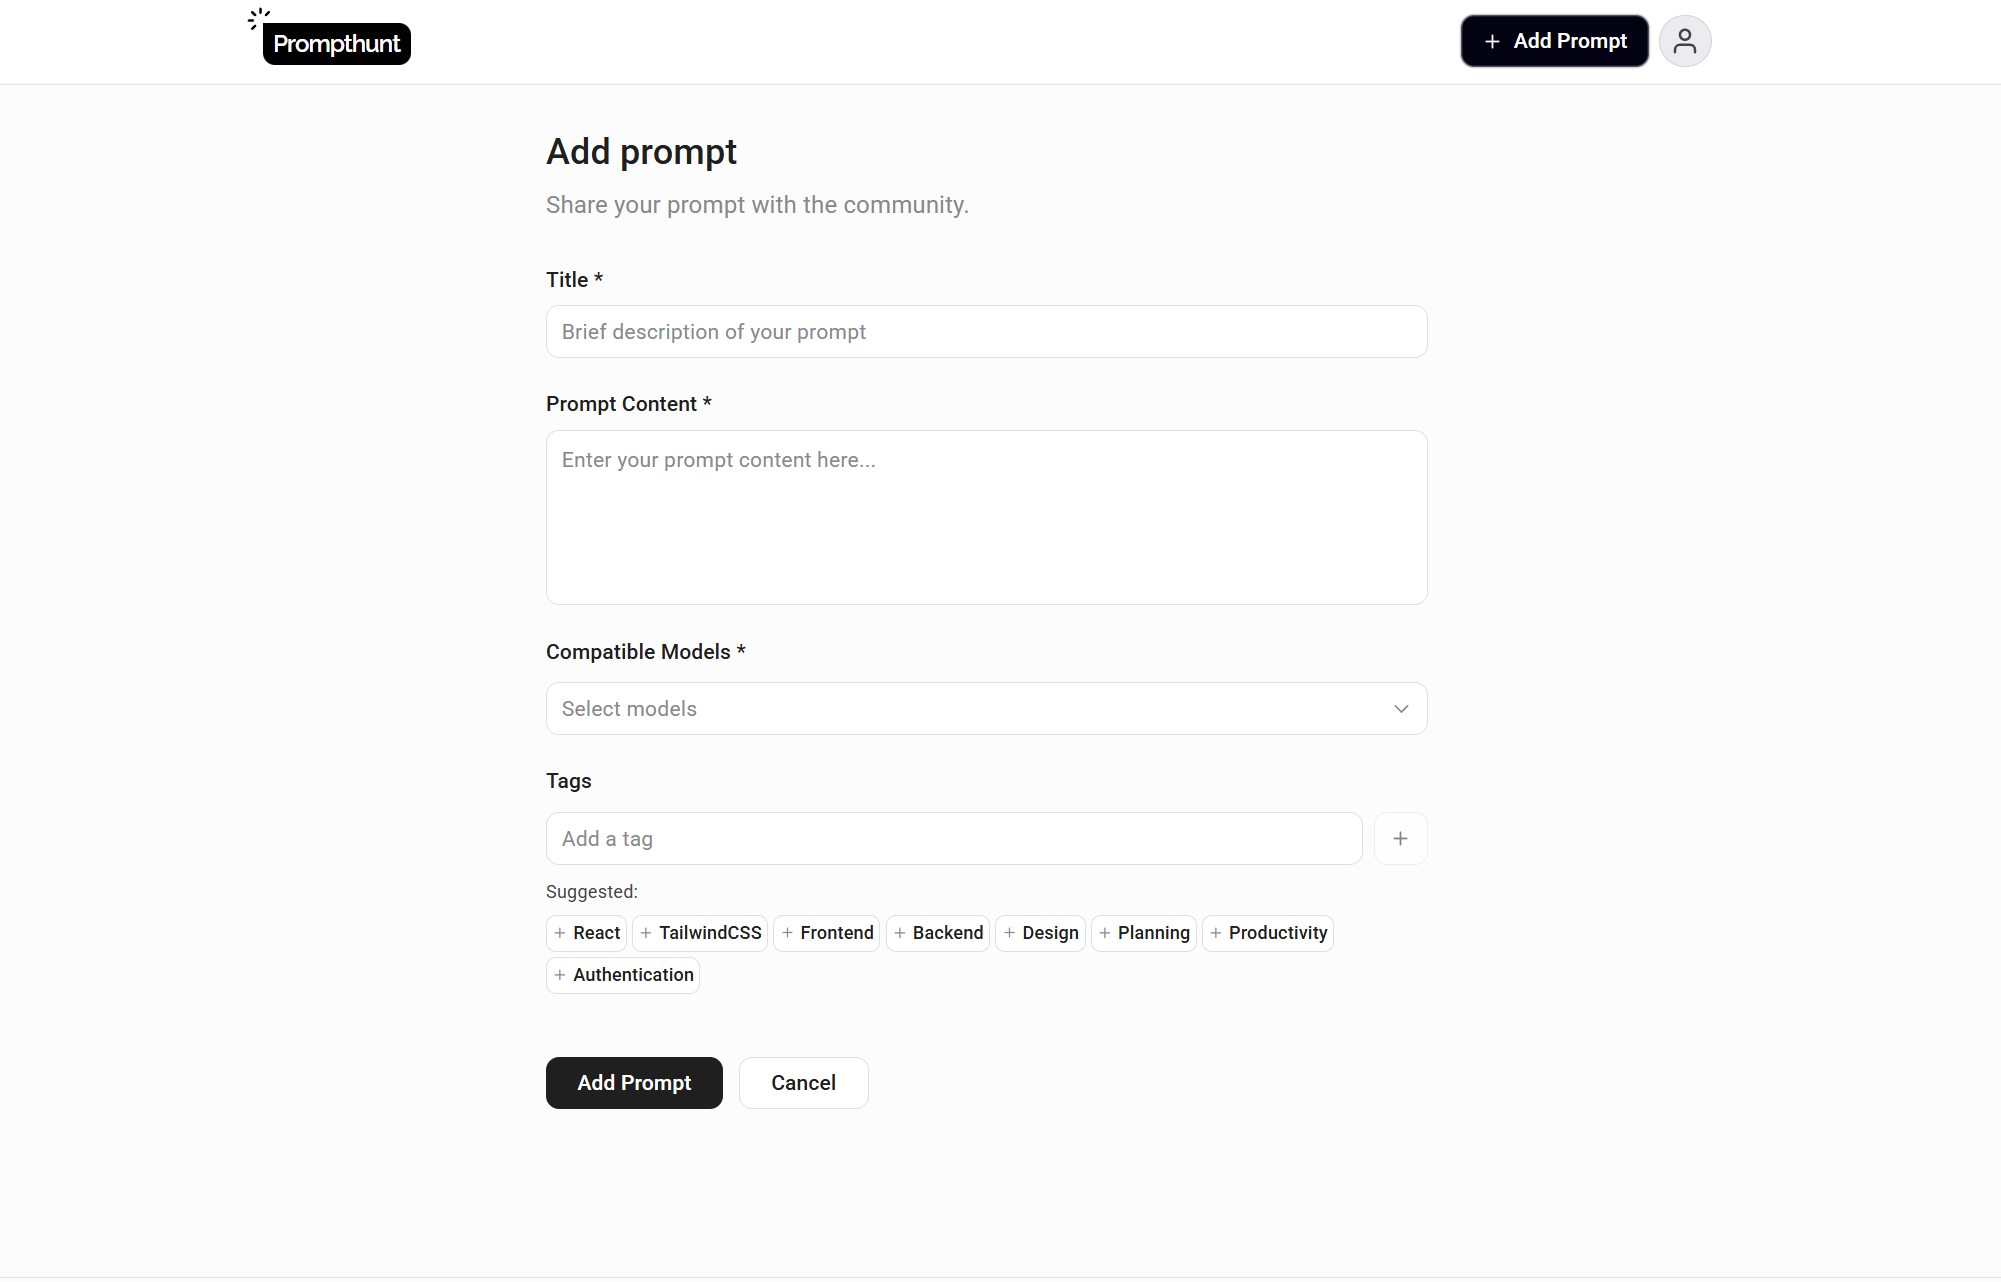 Prompthunt
+ Add Prompt
Add prompt
Share your prompt with the community.
Title *
Brief description of your prompt
Prompt Content *
Enter your prompt content here...
Compatible Models *
Select models
Tags
Add a tag
+
Suggested:
+ React + TailwindCSS + Frontend + Backend + Design + Planning + Productivity
+ Authentication
Add Prompt Cancel